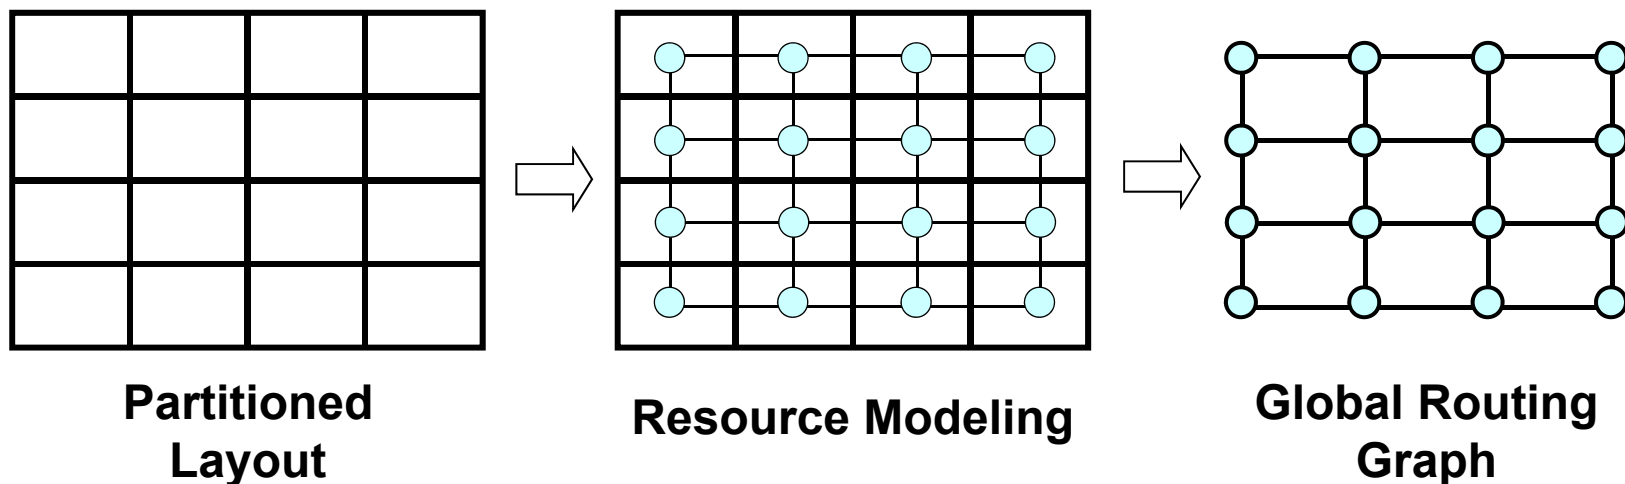 Partitioned
Layout
Resource Modeling
Global Routing
Graph